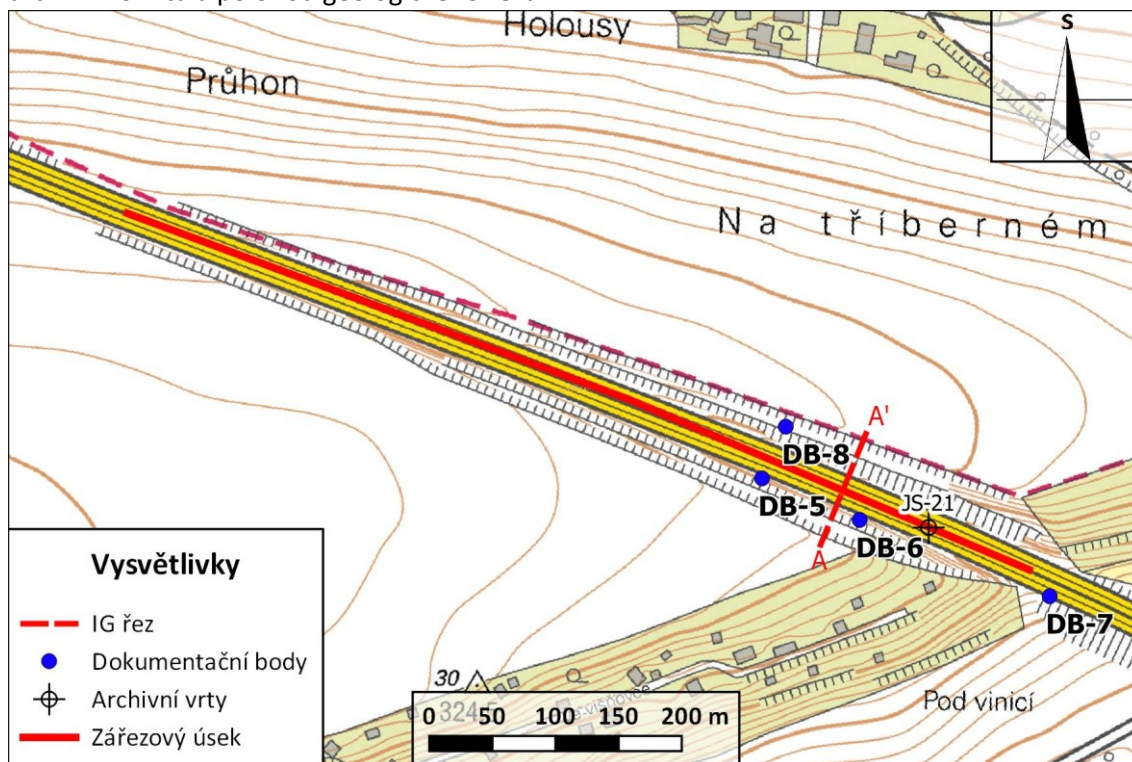 Holousy
S
Průhon
Na tříberném
A'
DB-8
DB-5
JS-21
DB-6
A
DB-7
Vysvětlivky
IG řez
Dokumentační body
Archivní vrty
Zářezový úsek
30
0 50 100 150 200 m
Pod vinicí